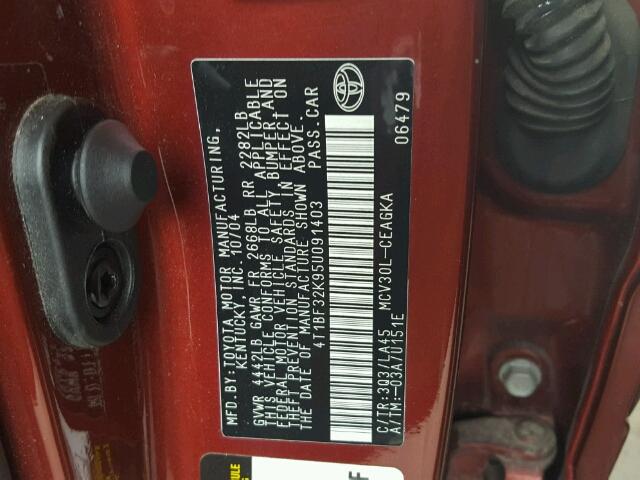 MFD.BY:TOYOTA MOTOR MANUFACTURING,
KENTUCKY, INC. 10/04
GVWR 4442LB GAWR FR 2668LB RR 2282LB
THIS VEHICLE CONFORMS TO ALL APPLICABLE
FEDERAL MOTOR VEHICLE SAFETY, BUMPER AND
THEFT PREVENTION STANDARDS IN EFFECT ON
THE DATE OF MANUFACTURE SHOWN ABOVE.
4T1BF32K95U091403 PASS.CAR
C/TR:3Q3/LA45 MCV30L-CEAGKA
A/TM:-03A/U151E 06479